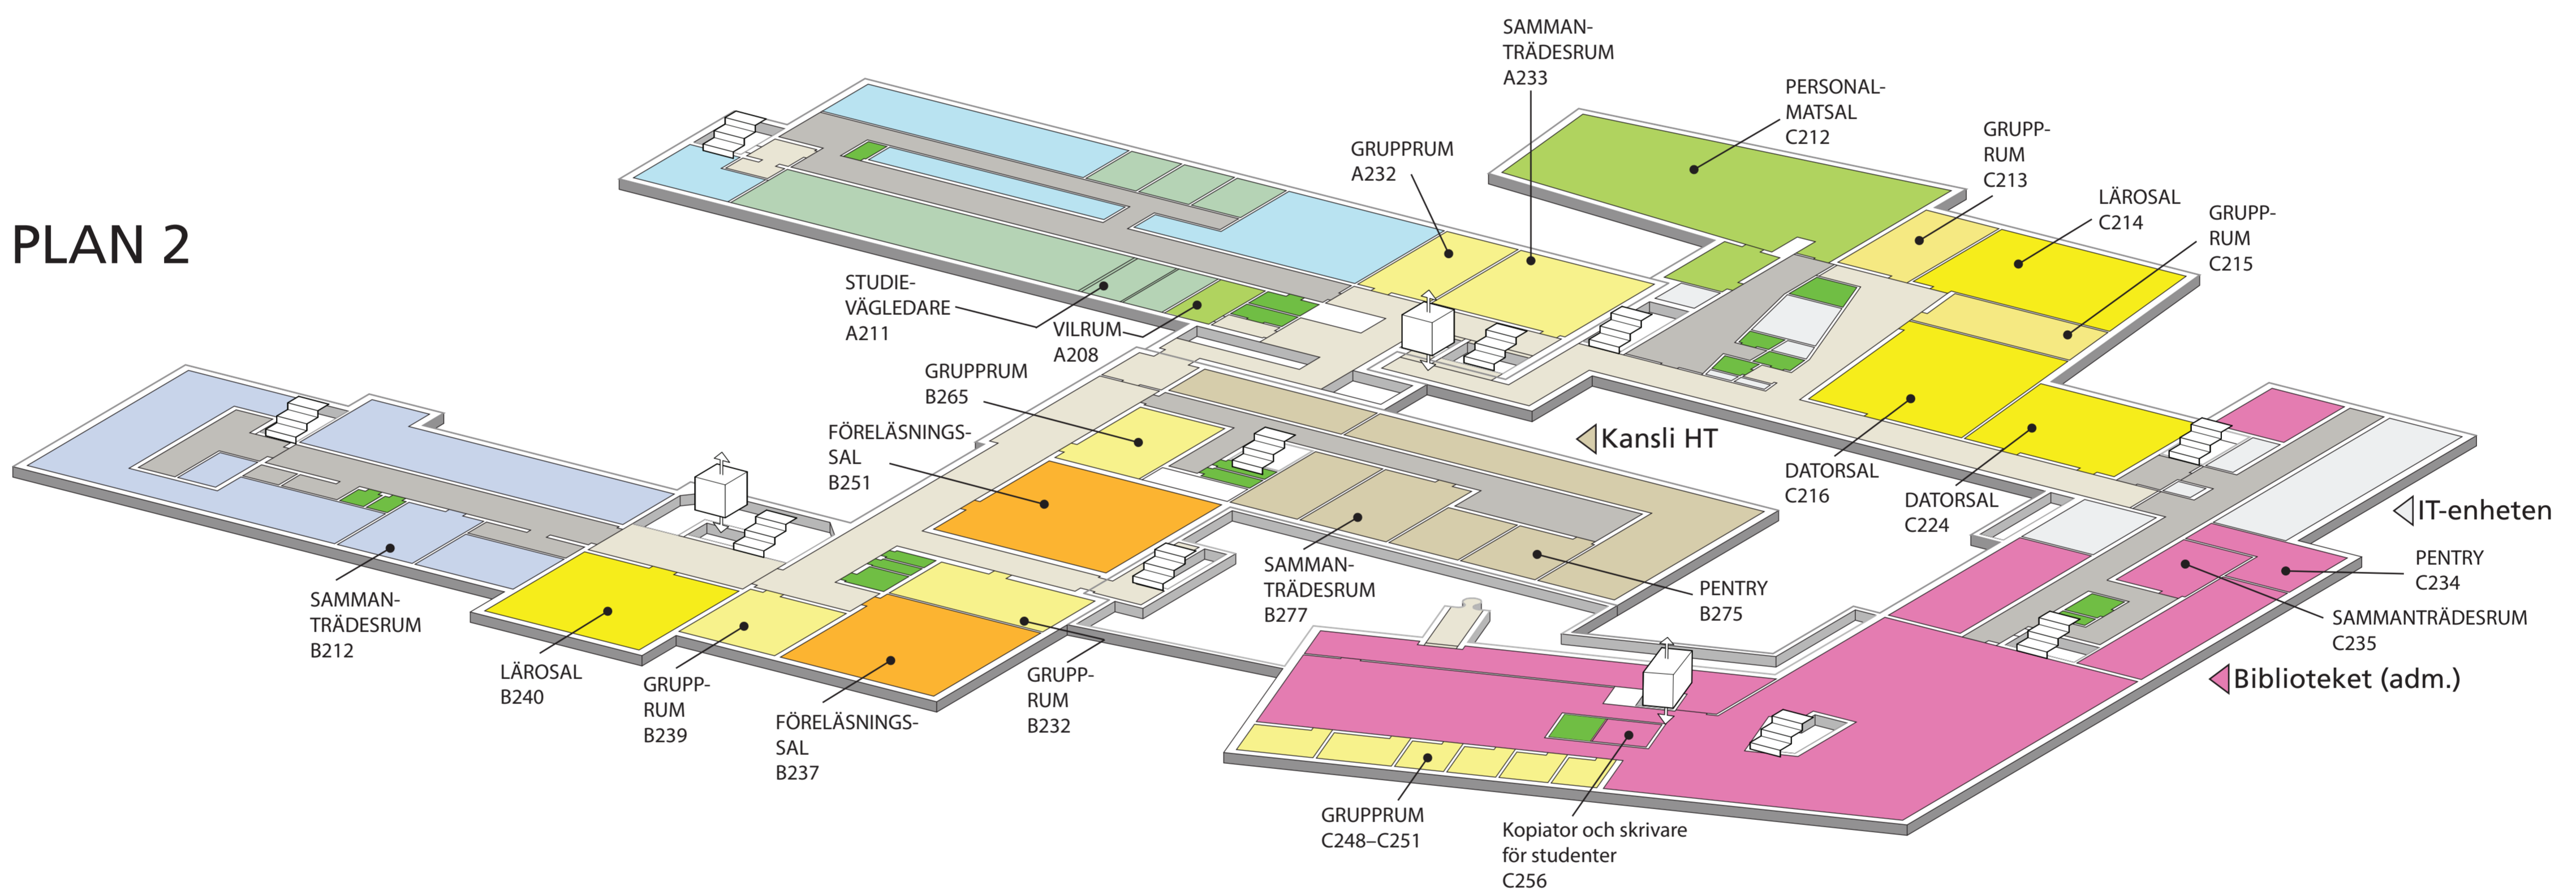 SAMMAN-
TRÄDESRUM
A233
PERSONAL-
MATSAL
C212
GRUPP-
RUM
C213
GRUPPRUM
A232
LÄROSAL
C214
GRUPP-
RUM
C215
PLAN 2
STUDIE-
VÄGLEDARE
A211
VILRUM
A208
GRUPPRUM
B265
FÖRELÄSNINGS-
SAL
B251
Kansli HT
DATORSAL
C216
DATORSAL
C224
IT-enheten
SAMMAN-
TRÄDESRUM
B277
PENTRY
B275
PENTRY
C234
SAMMANTRÄDESRUM
C235
Biblioteket (adm.)
SAMMAN-
TRÄDESRUM
B212
LÄROSAL
B240
GRUPP-
RUM
B239
FÖRELÄSNINGS-
SAL
B237
GRUPP-
RUM
B232
GRUPPRUM
C248–C251
Kopiator och skrivare
för studenter
C256